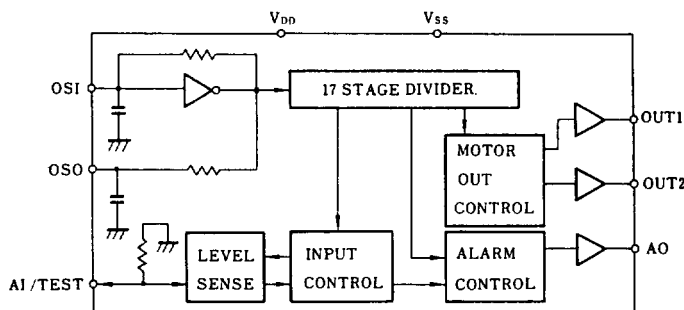 VDD VSS
OSI
17 STAGE DIVIDER.
OUT1
OSO
MOTOR
OUT
CONTROL
OUT2
LEVEL
SENSE
INPUT
CONTROL
ALARM
CONTROL
AO
AI/TEST